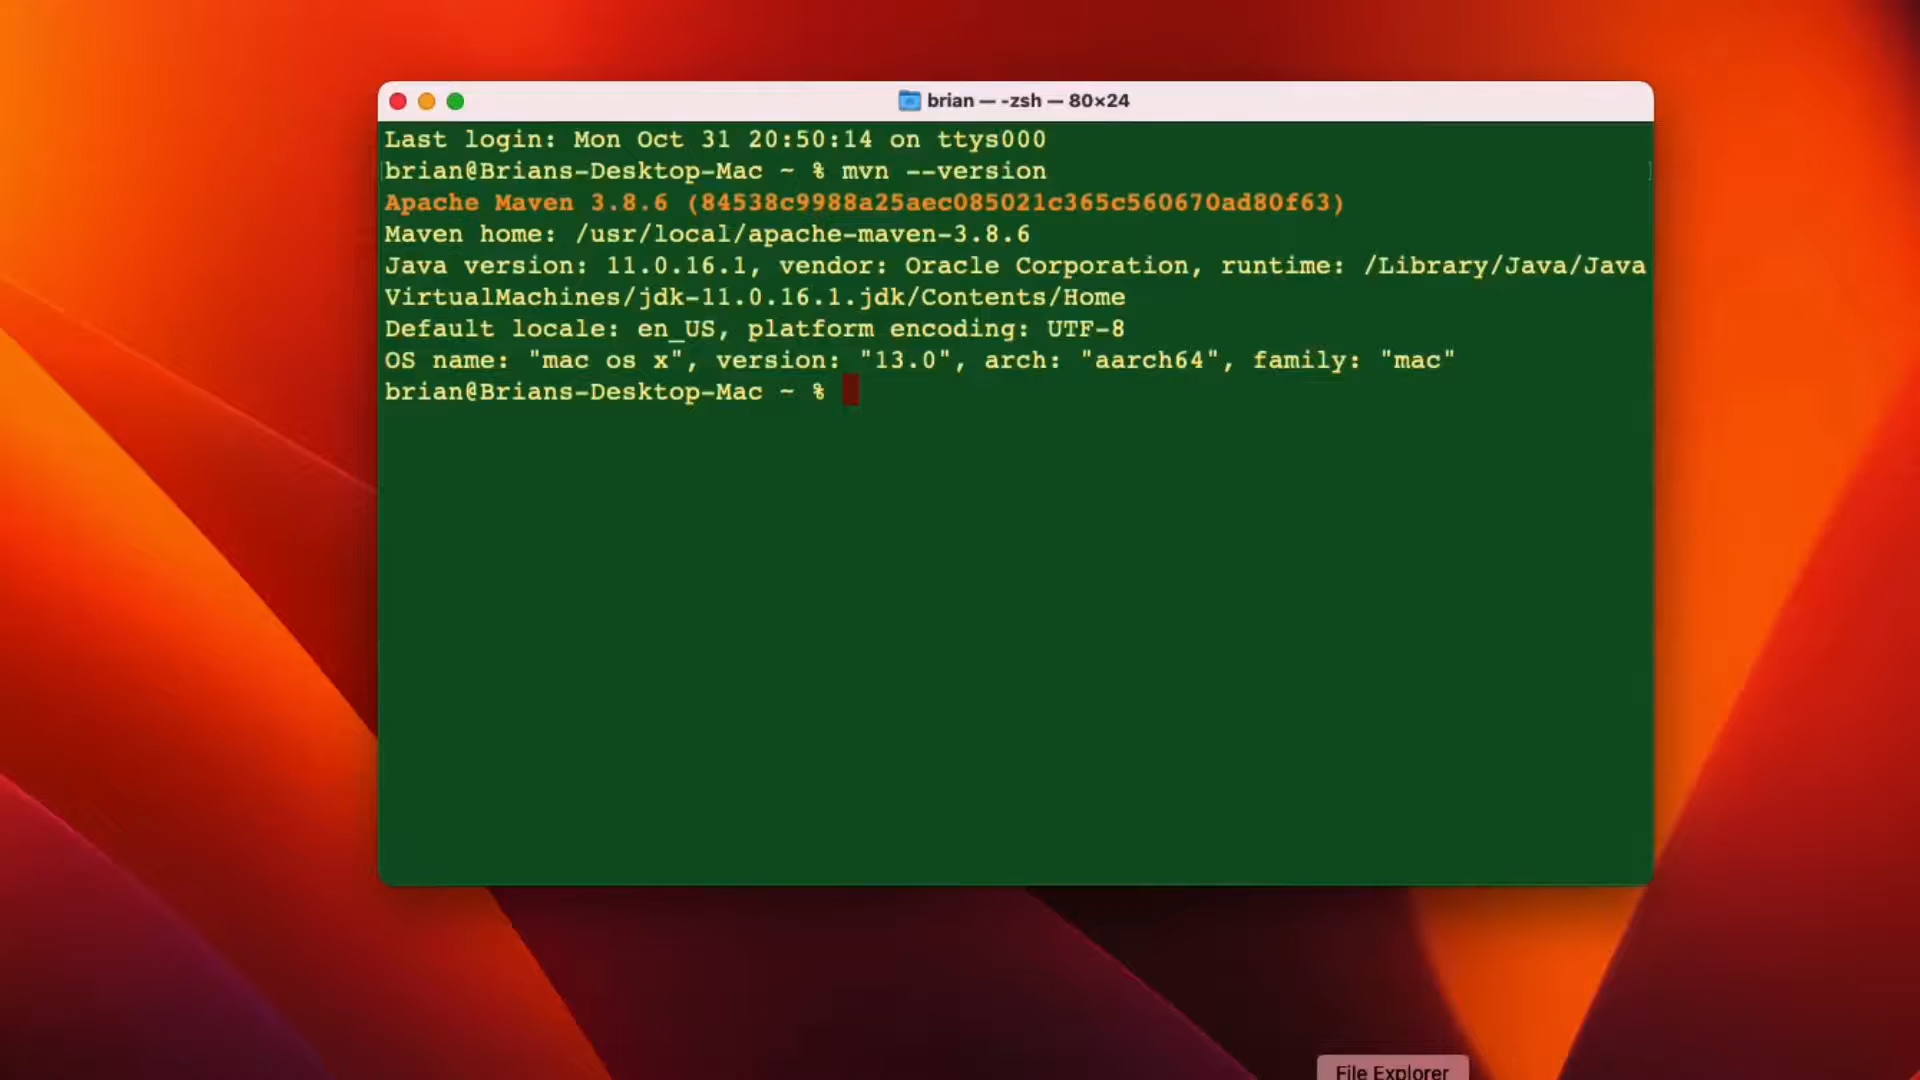 brian — -zsh — 80×24
Last login: Mon Oct 31 20:50:14 on ttys000
brian@Brians-Desktop-Mac ~ % mvn --version
Apache Maven 3.8.6 (84538c9988a25aec085021c365c560670ad80f63)
Maven home: /usr/local/apache-maven-3.8.6
Java version: 11.0.16.1, vendor: Oracle Corporation, runtime: /Library/Java/Java
VirtualMachines/jdk-11.0.16.1.jdk/Contents/Home
Default locale: en_US, platform encoding: UTF-8
OS name: "mac os x", version: "13.0", arch: "aarch64", family: "mac"
brian@Brians-Desktop-Mac ~ %
File Explorer